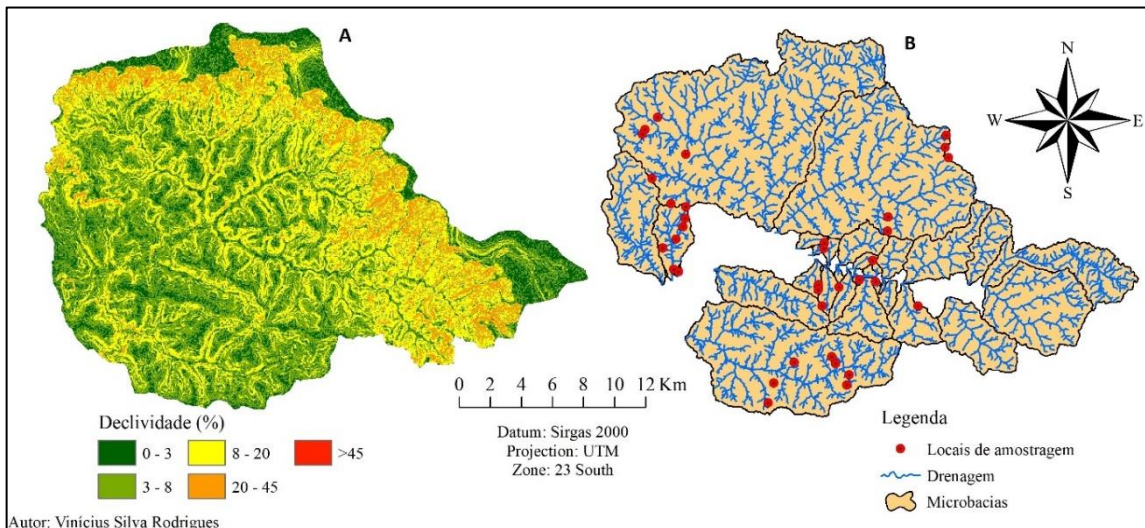 A
B
N
W
E
S
0 2 4 6 8 10 12 Km
Datum: Sirgas 2000
Projection: UTM
Zone: 23 South
Declividade (%)
0 - 3
8 - 20
>45
3 - 8
20 - 45
Legenda
Locais de amostragem
Drenagem
Microbacias
Autor: Vinícius Silva Rodrigues